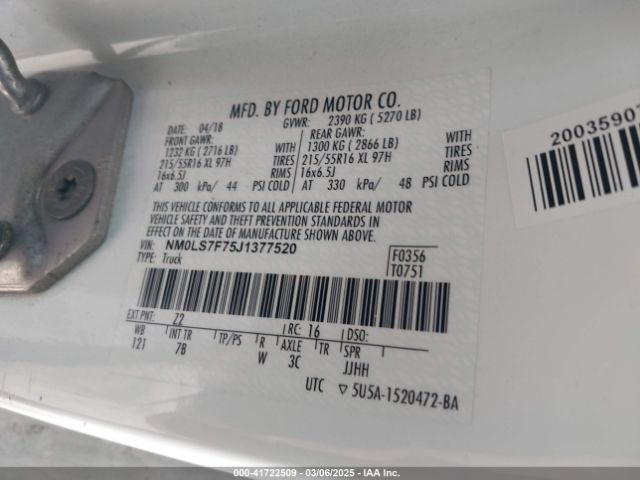 MFD. BY FORD MOTOR CO.
DATE: 04/18 GVWR: 2390 KG ( 5270 LB)
FRONT GAWR: REAR GAWR:
1232 KG ( 2716 LB) 1300 KG ( 2866 LB)
215/55R16 XL 97H TIRES 215/55R16 XL 97H TIRES
16x6.5J RIMS 16x6.5J RIMS
AT 300 kPa/ 44 PSI COLD AT 330 kPa/ 48 PSI COLD
THIS VEHICLE CONFORMS TO ALL APPLICABLE FEDERAL MOTOR
VEHICLE SAFETY AND THEFT PREVENTION STANDARDS IN
EFFECT ON THE DATE OF MANUFACTURE SHOWN ABOVE.
VIN: NM0LS7F75J1377520 F0356
TYPE: Truck T0751
EXT PNT: Z2 RC: 16 DSO:
WB INT TR TP/PS R AXLE TR SPR
121 7B W 3C JJHH
UTC ▽ 5U5A-1520472-BA
2003590
00-41722509 - 03/06/2025 - IAA Inc.